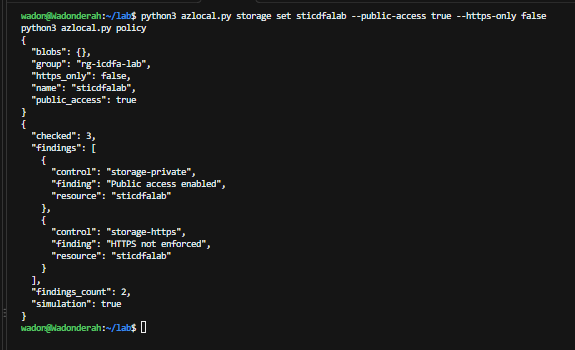 wador@Wadonderah:~/lab$ python3 azlocal.py storage set sticdfalab --public-access true --https-only false
python3 azlocal.py policy
{
  "blobs": {},
  "group": "rg-icdfa-lab",
  "https_only": false,
  "name": "sticdfalab",
  "public_access": true
}
{
  "checked": 3,
  "findings": [
    {
      "control": "storage-private",
      "finding": "Public access enabled",
      "resource": "sticdfalab"
    },
    {
      "control": "storage-https",
      "finding": "HTTPS not enforced",
      "resource": "sticdfalab"
    }
  ],
  "findings_count": 2,
  "simulation": true
}
wador@Wadonderah:~/lab$